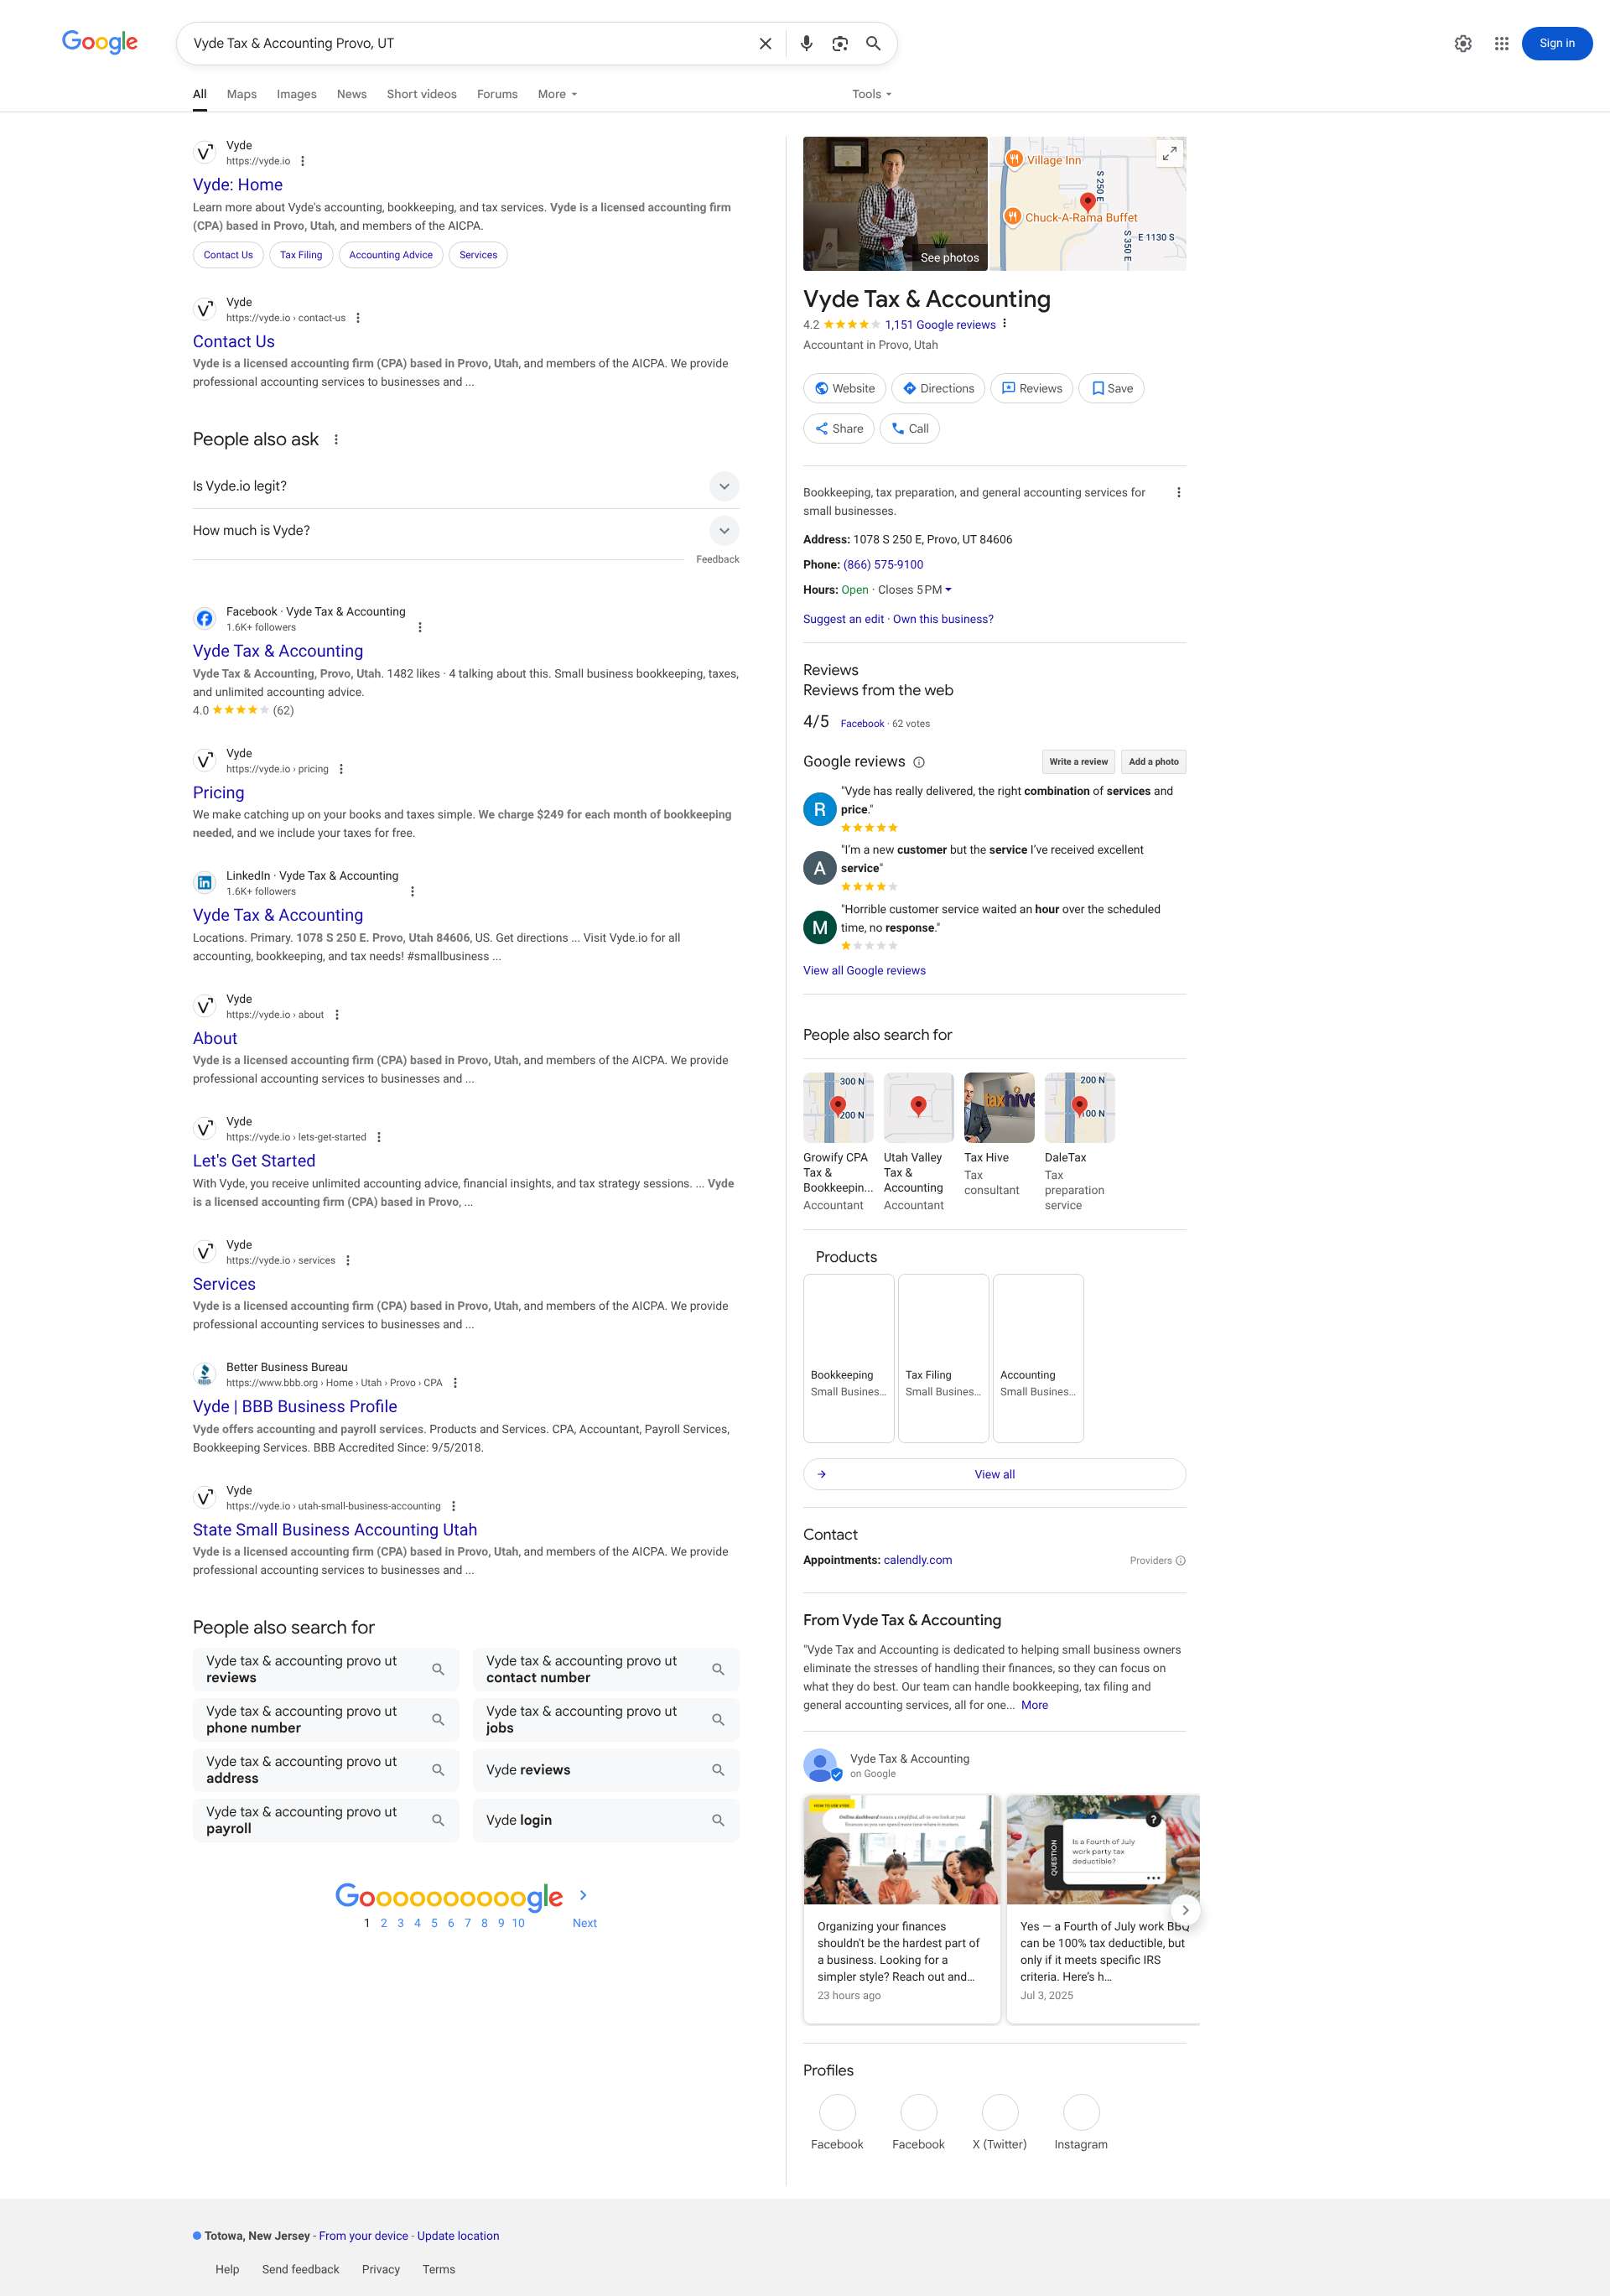 Google
Vyde Tax & Accounting Provo, UT
Sign in
All
Maps
Images
News
Short videos
Forums
More
Tools
Vyde
https://vyde.io
Vyde: Home
Learn more about Vyde's accounting, bookkeeping, and tax services. Vyde is a licensed accounting firm
(CPA) based in Provo, Utah, and members of the AICPA.
Contact Us
Tax Filing
Accounting Advice
Services
Vyde
https://vyde.io › contact-us
Contact Us
Vyde is a licensed accounting firm (CPA) based in Provo, Utah, and members of the AICPA. We provide
professional accounting services to businesses and ...
People also ask
Is Vyde.io legit?
How much is Vyde?
Feedback
Facebook · Vyde Tax & Accounting
1.6K+ followers
Vyde Tax & Accounting
Vyde Tax & Accounting, Provo, Utah. 1482 likes · 4 talking about this. Small business bookkeeping, taxes,
and unlimited accounting advice.
4.0 (62)
Vyde
https://vyde.io › pricing
Pricing
We make catching up on your books and taxes simple. We charge $249 for each month of bookkeeping
needed, and we include your taxes for free.
LinkedIn · Vyde Tax & Accounting
1.6K+ followers
Vyde Tax & Accounting
Locations. Primary. 1078 S 250 E. Provo, Utah 84606, US. Get directions ... Visit Vyde.io for all
accounting, bookkeeping, and tax needs! #smallbusiness ...
Vyde
https://vyde.io › about
About
Vyde is a licensed accounting firm (CPA) based in Provo, Utah, and members of the AICPA. We provide
professional accounting services to businesses and ...
Vyde
https://vyde.io › lets-get-started
Let's Get Started
With Vyde, you receive unlimited accounting advice, financial insights, and tax strategy sessions. ... Vyde
is a licensed accounting firm (CPA) based in Provo, ...
Vyde
https://vyde.io › services
Services
Vyde is a licensed accounting firm (CPA) based in Provo, Utah, and members of the AICPA. We provide
professional accounting services to businesses and ...
Better Business Bureau
https://www.bbb.org › Home › Utah › Provo › CPA
Vyde | BBB Business Profile
Vyde offers accounting and payroll services. Products and Services. CPA, Accountant, Payroll Services,
Bookkeeping Services. BBB Accredited Since: 9/5/2018.
Vyde
https://vyde.io › utah-small-business-accounting
State Small Business Accounting Utah
Vyde is a licensed accounting firm (CPA) based in Provo, Utah, and members of the AICPA. We provide
professional accounting services to businesses and ...
People also search for
Vyde tax & accounting provo ut
reviews
Vyde tax & accounting provo ut
contact number
Vyde tax & accounting provo ut
phone number
Vyde tax & accounting provo ut
jobs
Vyde tax & accounting provo ut
address
Vyde reviews
Vyde tax & accounting provo ut
payroll
Vyde login
Goooooooooogle
1 2 3 4 5 6 7 8 9 10
Next
See photos
Village Inn
Chuck-A-Rama Buffet
S 250 E
S 350 E
E 1130 S
Vyde Tax & Accounting
4.2 1,151 Google reviews
Accountant in Provo, Utah
Website
Directions
Reviews
Save
Share
Call
Bookkeeping, tax preparation, and general accounting services for
small businesses.
Address: 1078 S 250 E, Provo, UT 84606
Phone: (866) 575-9100
Hours: Open · Closes 5 PM
Suggest an edit · Own this business?
Reviews
Reviews from the web
4/5 Facebook · 62 votes
Google reviews
Write a review
Add a photo
R
"Vyde has really delivered, the right combination of services and
price."
A
"I'm a new customer but the service I've received excellent
service"
M
"Horrible customer service waited an hour over the scheduled
time, no response."
View all Google reviews
People also search for
300 N
200 N
taxhive
200 N
100 N
Growify CPA
Tax &
Bookkeepin...
Accountant
Utah Valley
Tax &
Accounting
Accountant
Tax Hive
Tax
consultant
DaleTax
Tax
preparation
service
Products
Bookkeeping
Small Busines...
Tax Filing
Small Busines...
Accounting
Small Busines...
View all
Contact
Appointments: calendly.com
Providers
From Vyde Tax & Accounting
"Vyde Tax and Accounting is dedicated to helping small business owners
eliminate the stresses of handling their finances, so they can focus on
what they do best. Our team can handle bookkeeping, tax filing and
general accounting services, all for one... More
Vyde Tax & Accounting
on Google
HOW TO USE VYDE
Online dashboard means a simplified, all-in-one look at your
finances so you can spend more time where it matters.
QUESTION
?
Is a Fourth of July
work party tax
deductible?
Organizing your finances
shouldn't be the hardest part of
a business. Looking for a
simpler style? Reach out and...
23 hours ago
Yes — a Fourth of July work BBQ
can be 100% tax deductible, but
only if it meets specific IRS
criteria. Here's h...
Jul 3, 2025
Profiles
Facebook
Facebook
X (Twitter)
Instagram
Totowa, New Jersey - From your device - Update location
Help
Send feedback
Privacy
Terms